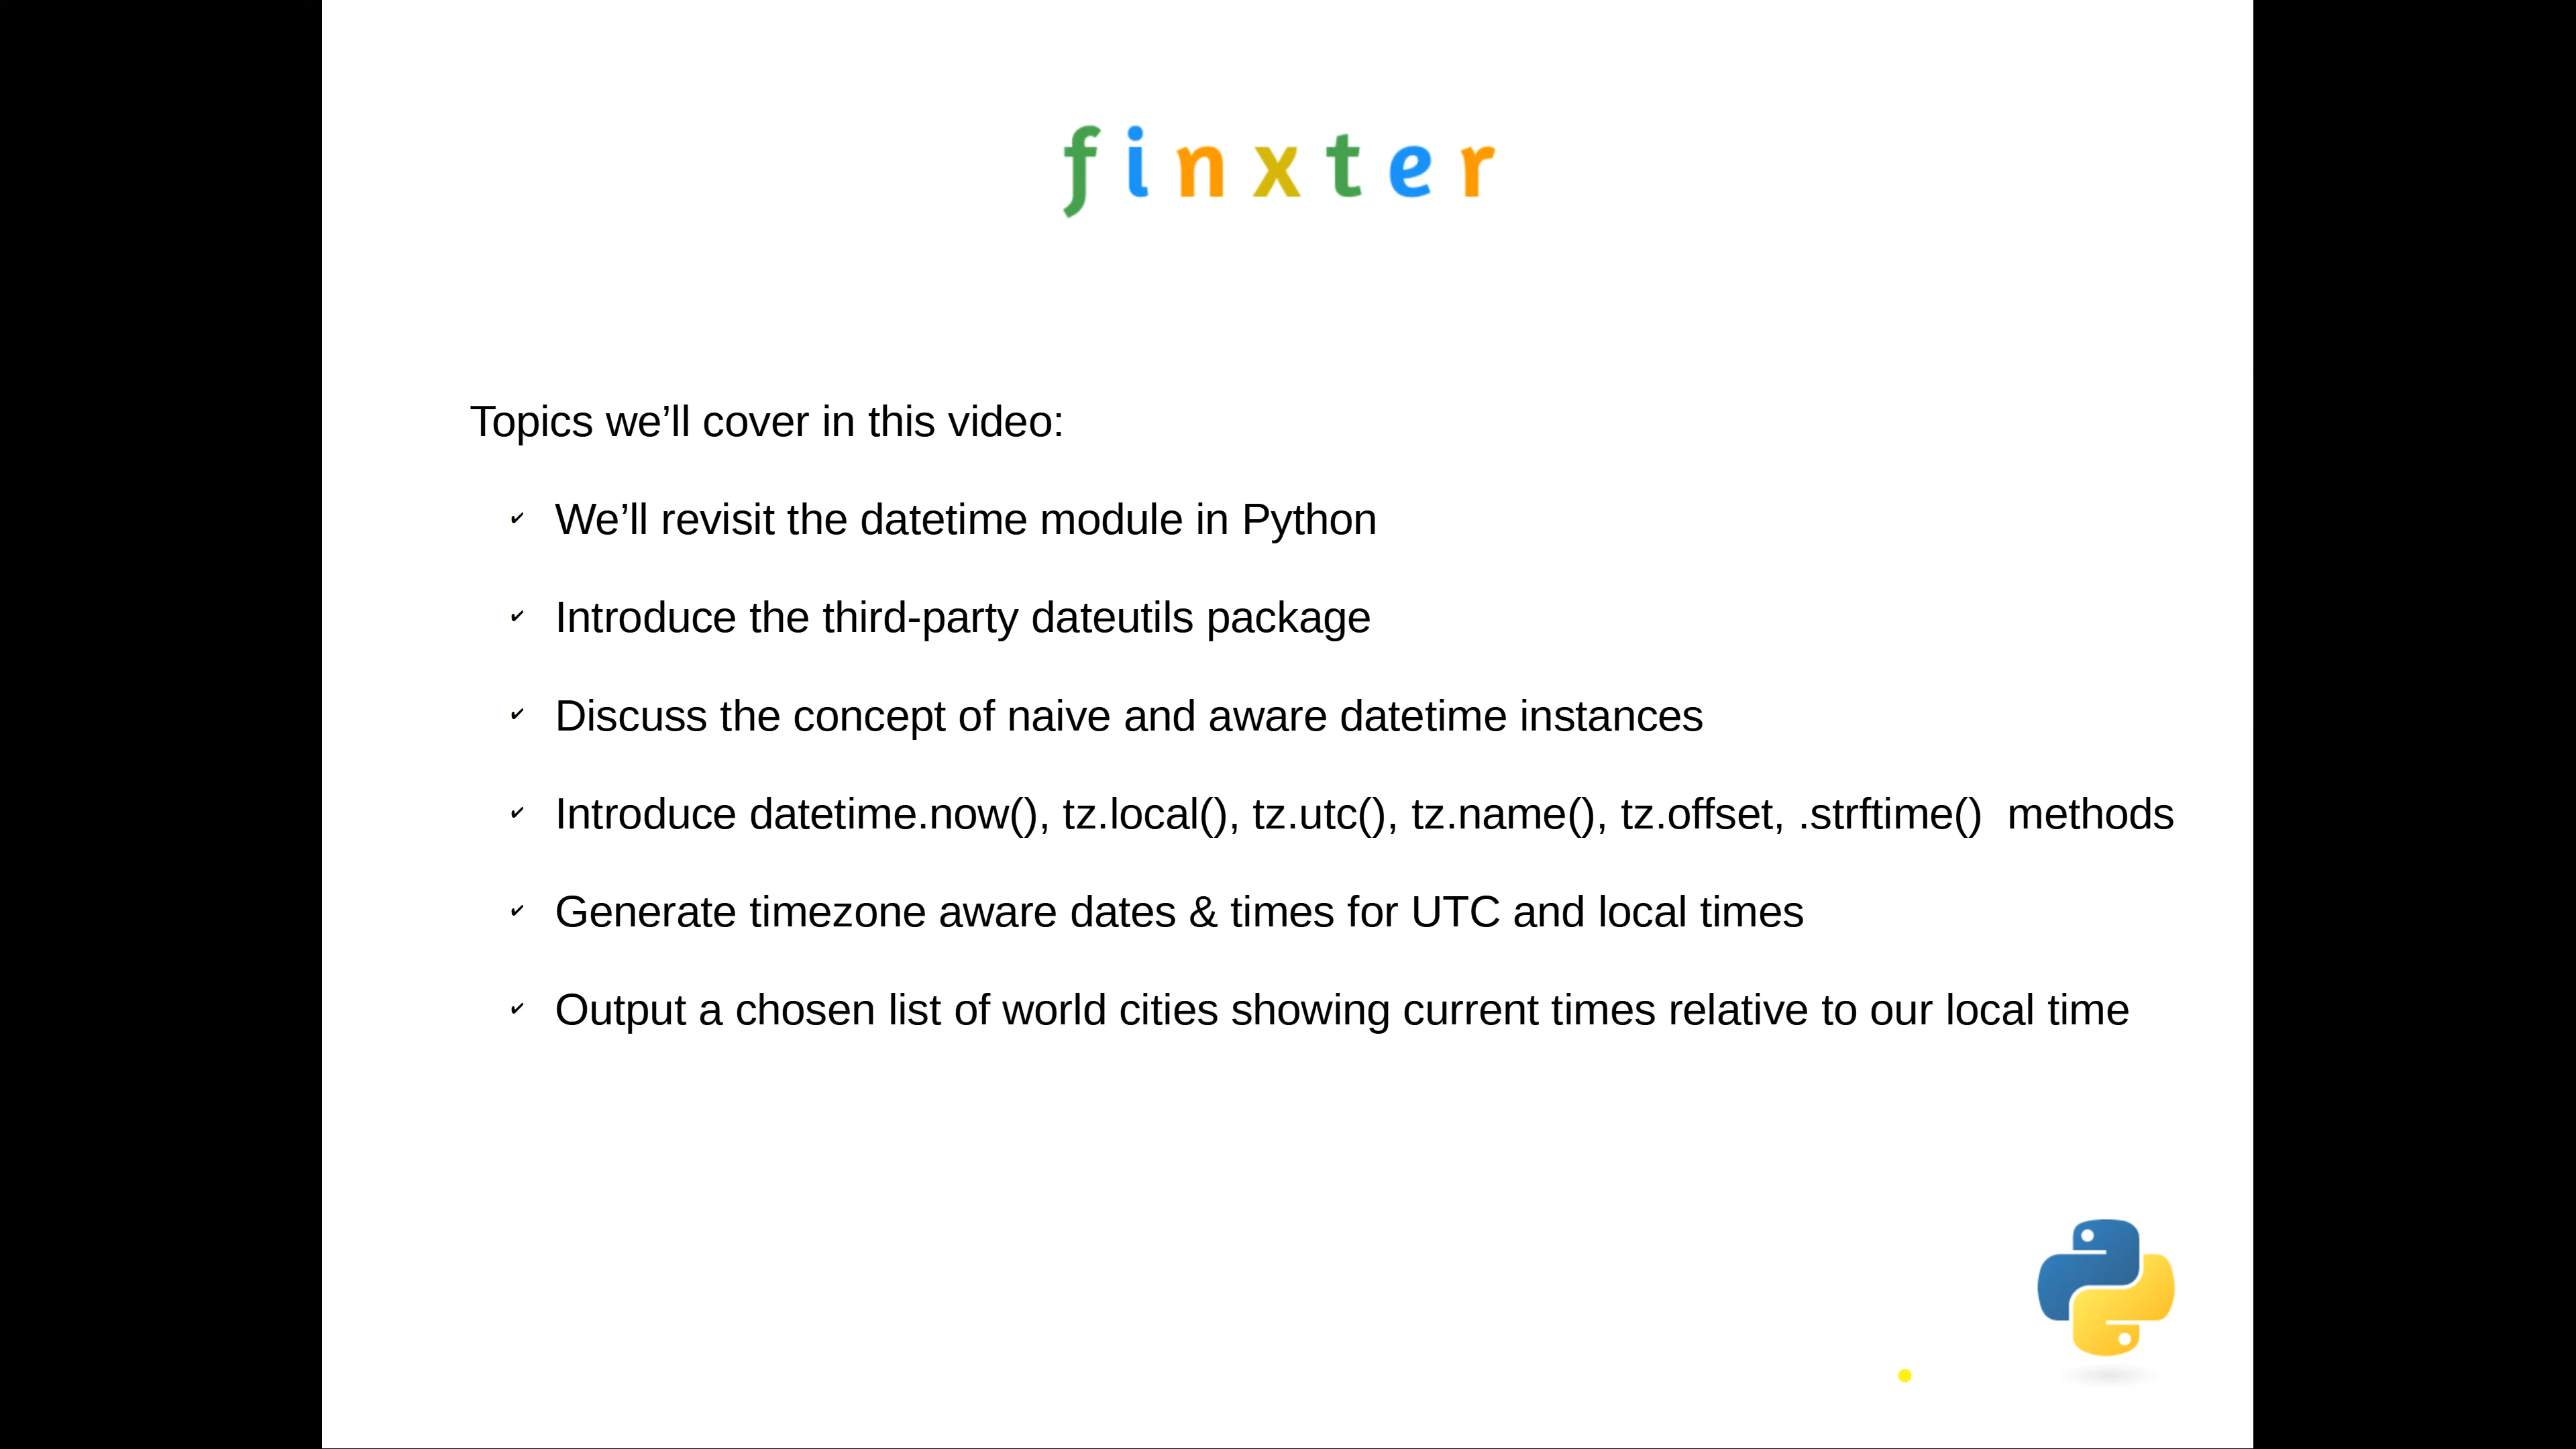 finxter
Topics we’ll cover in this video:
✔ We’ll revisit the datetime module in Python
✔ Introduce the third-party dateutils package
✔ Discuss the concept of naive and aware datetime instances
✔ Introduce datetime.now(), tz.local(), tz.utc(), tz.name(), tz.offset, .strftime()  methods
✔ Generate timezone aware dates & times for UTC and local times
✔ Output a chosen list of world cities showing current times relative to our local time